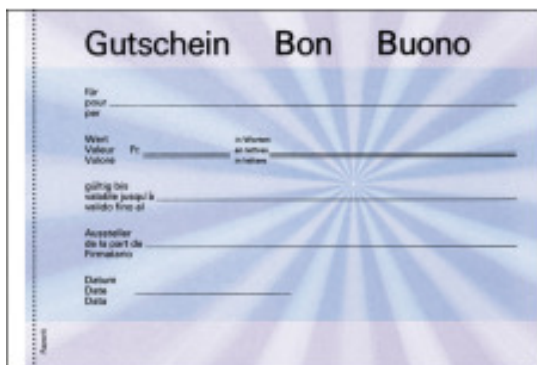 Gutschein Bon Buono
für
pour
per
Wert in Worten
Valeur Fr. en lettres
Valore in lettere
gültig bis
valable jusqu'à
valido fino al
Aussteller
de la part de
Firmatario
Datum
Date
Data